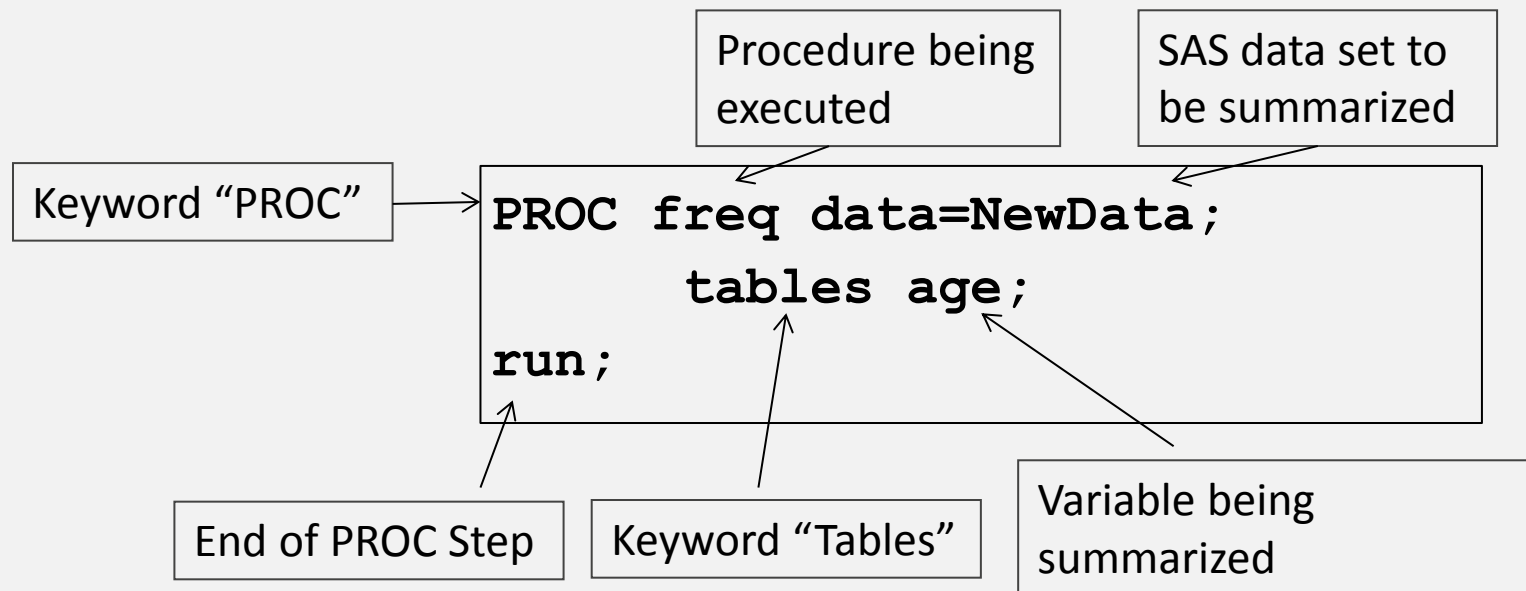 Procedure being
executed
SAS data set to
be summarized
Keyword “PROC”
PROC freq data=NewData;
tables age;
run;
End of PROC Step
Keyword “Tables”
Variable being
summarized